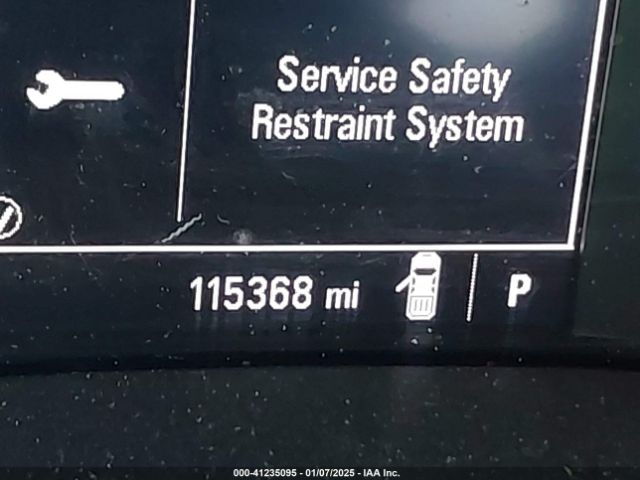 Service Safety
Restraint System
115368 mi
P
000-41235095 - 01/07/2025 - IAA Inc.